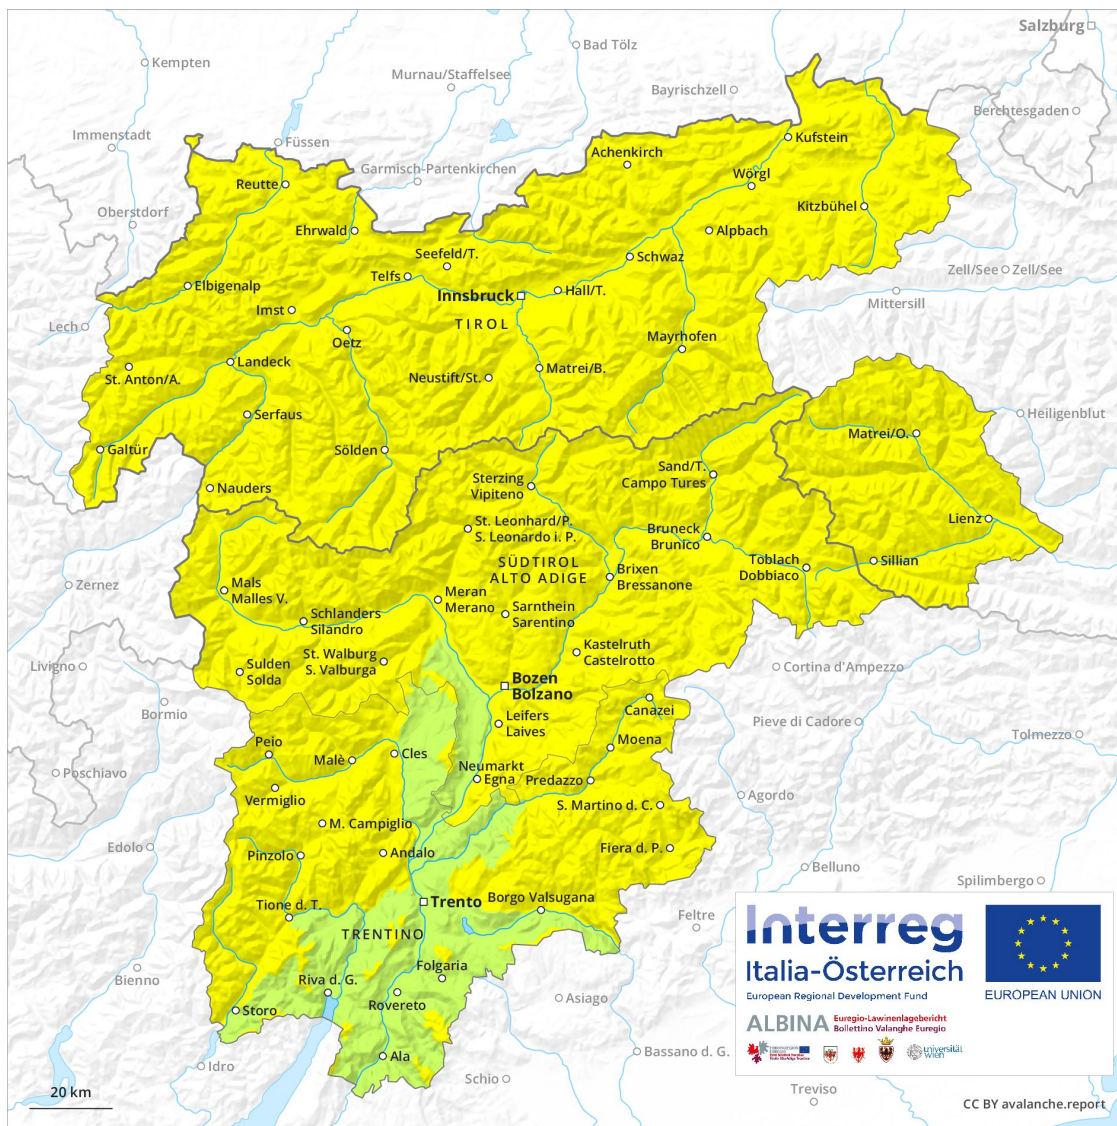 Salzburg
Bad Tölz
Kempten
Murnau/Staffelsee
Bayrischzell
Berchtesgaden
Immenstadt
Füssen
Kufstein
Achenkirch
Garmisch-Partenkirchen
Wörgl
Reutte
Kitzbühel
Oberstdorf
Ehrwald
Alpbach
Seefeld/T.
Schwaz
Zell/See
Zell/See
Telfs
Elbigenalp
Hall/T.
Innsbruck
Mittersill
Imst
TIROL
Lech
Oetz
Mayrhofen
Landeck
Matrei/B.
St. Anton/A.
Neustift/St.
Serfaus
Heiligenblut
Matrei/O.
Galtür
Sölden
Sand/T.
Campo Tures
Sterzing
Vipiteno
Nauders
Lienz
St. Leonhard/P.
S. Leonardo i. P.
Bruneck
Brunico
SÜDTIROL
ALTO ADIGE
Toblach
Dobbiaco
Sillian
Brixen
Bressanone
Zernez
Mals
Malles V.
Meran
Merano
Sarnthein
Sarentino
Schlanders
Silandro
Kastelruth
Castelrotto
St. Walburg
S. Valburga
Livigno
Sulden
Solda
Cortina d'Ampezzo
Bozen
Bolzano
Canazei
Bormio
Leifers
Laives
Pieve di Cadore
Tolmezzo
Moena
Peio
Cles
Malè
Neumarkt
Egna
Predazzo
Poschiavo
Vermiglio
Agordo
S. Martino d. C.
M. Campiglio
Edolo
Fiera d. P.
Andalo
Pinzolo
Belluno
Spilimbergo
Borgo Valsugana
Trento
Tione d. T.
Feltre
TRENTINO
Folgaria
Bienno
Riva d. G.
Rovereto
Asiago
Storo
Ala
Bassano d. G.
Idro
Schio
Treviso
20 km
Interreg
Italia-Österreich
European Regional Development Fund
EUROPEAN UNION
ALBINA
Euregio-Lawinenlagebericht
Bollettino Valanghe Euregio
universität
wien
CC BY avalanche.report